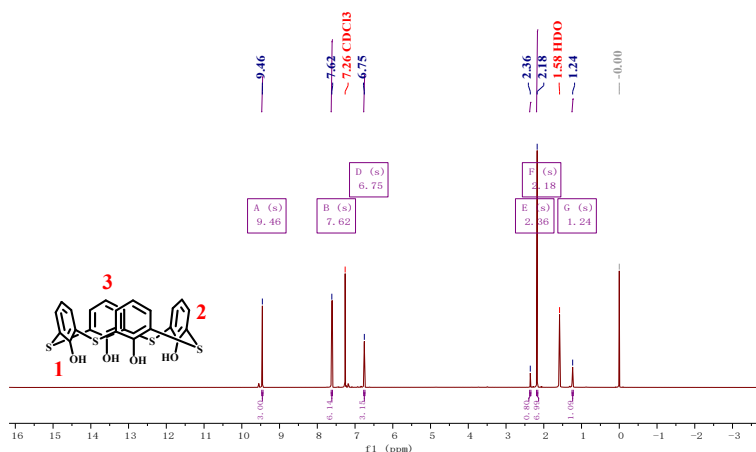 9.46
7.62
7.26 CDCl3
6.75
2.36
2.18
1.58 HDO
1.24
-0.00
D (s)
6.75
F (s)
2.18
A (s)
9.46
B (s)
7.62
E (s)
2.36
G (s)
1.24
3
2
S
S
S
S
OH
OH
OH
HO
1
3.00
6.14
3.15
0.80
6.99
1.09
16 15 14 13 12 11 10 9 8 7 6 5 4 3 2 1 0 -1 -2 -3
f1 (ppm)